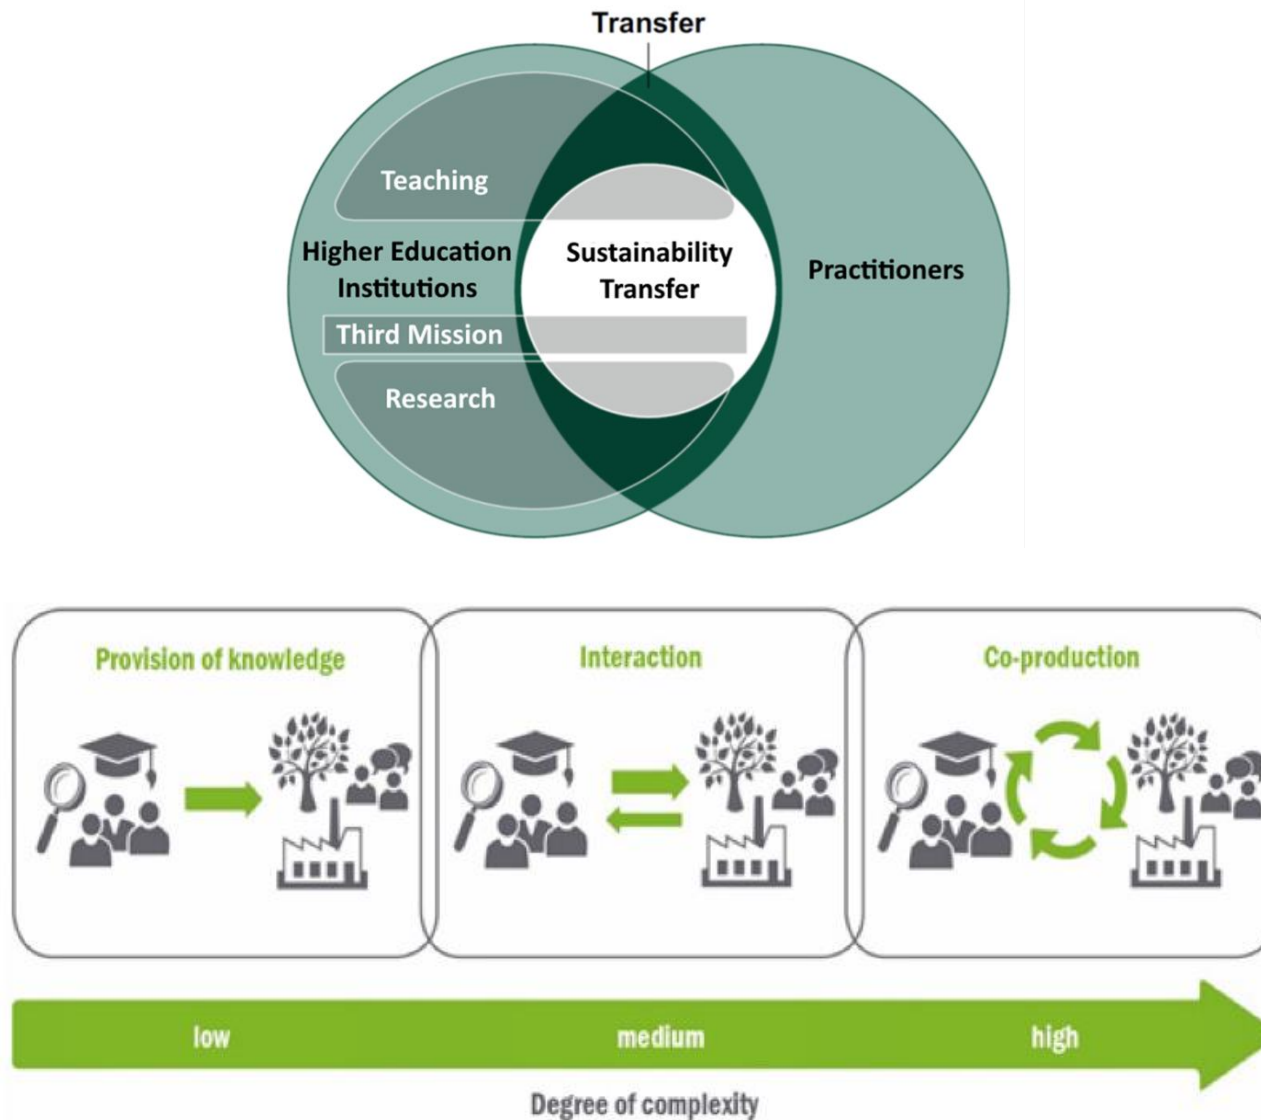 Transfer
Teaching
Higher Education
Institutions
Sustainability
Transfer
Practitioners
Third Mission
Research
Provision of knowledge
Interaction
Co-production
low
medium
high
Degree of complexity